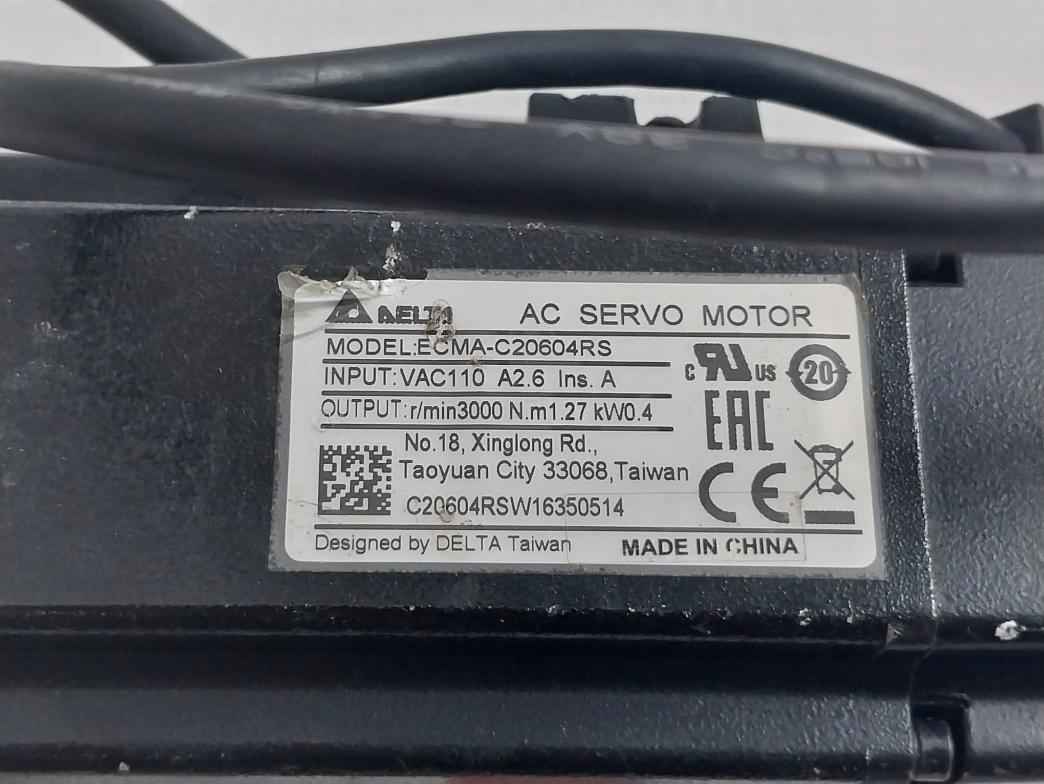 DELTA AC SERVO MOTOR
MODEL:ECMA-C20604RS
INPUT:VAC110 A2.6 Ins. A
OUTPUT:r/min3000 N.m1.27 kW0.4
c RU US 20
EAC
No.18, Xinglong Rd.,
Taoyuan City 33068,Taiwan
C20604RSW16350514
CE
Designed by DELTA Taiwan MADE IN CHINA